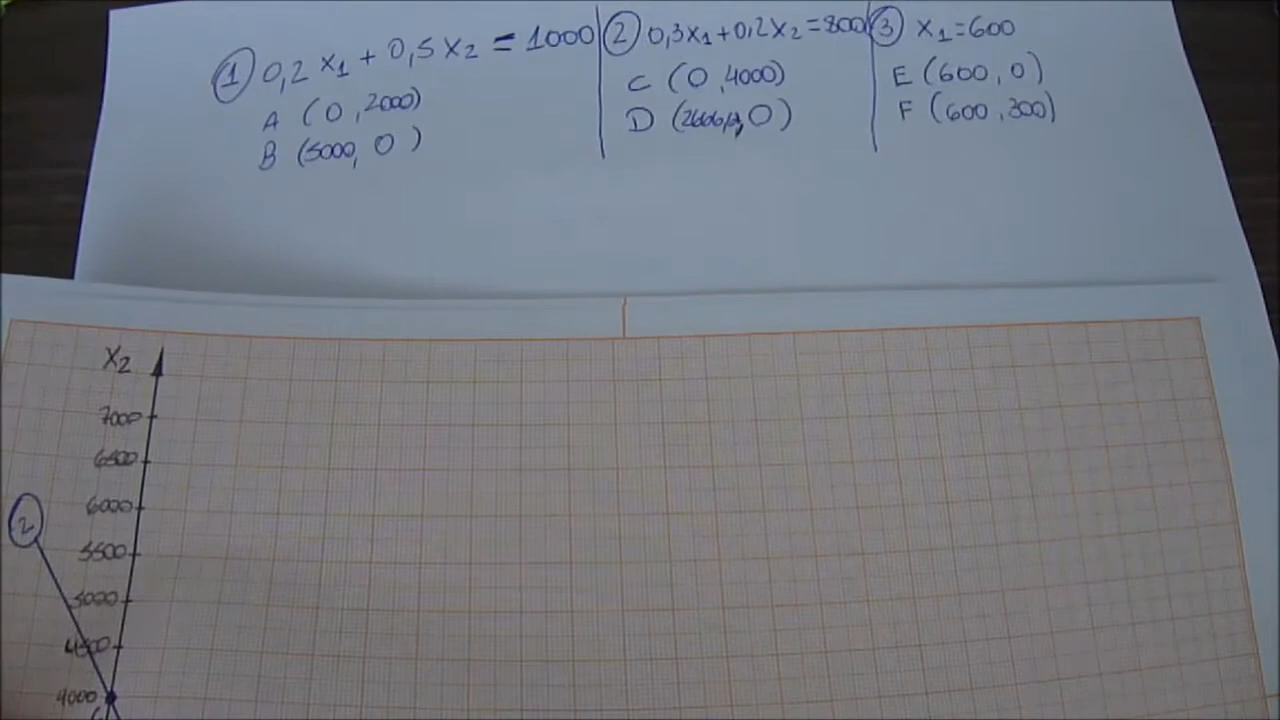 ① 0,2 x₁ + 0,5 x₂ = 1000
A (0, 2000)
B (5000, 0)
② 0,3x₁ + 0,2x₂ = 800
C (0, 4000)
D (2666,2, 0)
③ x₁ = 600
E (600, 0)
F (600, 300)
X₂
7000
6500
6000
②
5500
5000
4500
4000
C